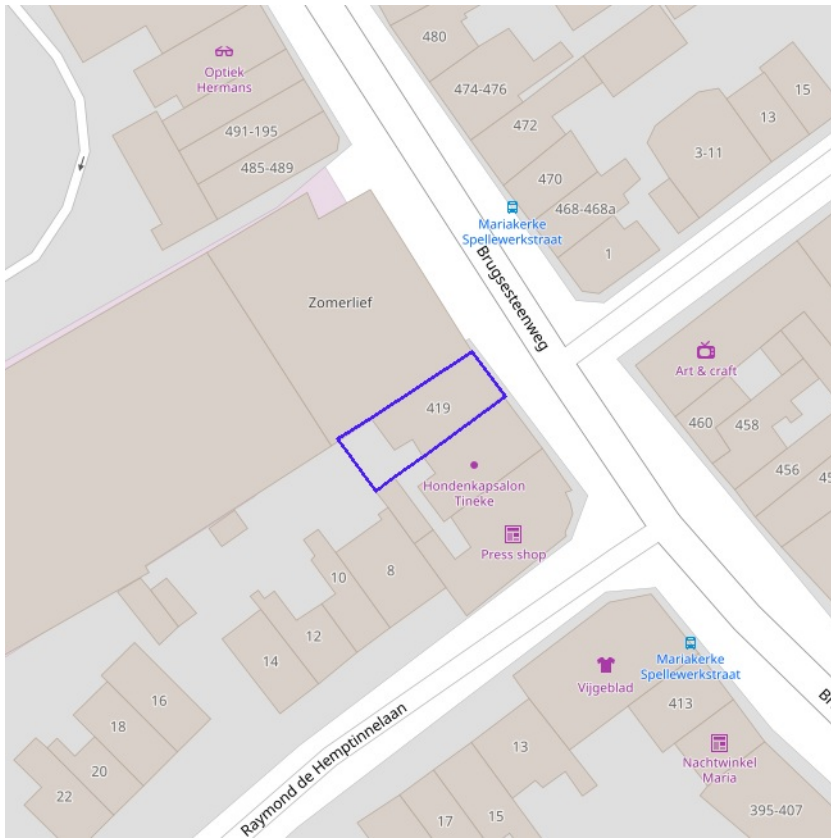 480
Optiek
Hermans
474-476
15
13
491-195
472
3-11
485-489
470
468-468a
Mariakerke
Spellewerkstraat
1
Brugsesteenweg
Zomerlief
Art & craft
419
460
458
456
45
Hondenkapsalon
Tineke
Press shop
10
8
12
14
Mariakerke
Spellewerkstraat
Vijgeblad
413
16
18
20
22
Raymond de Hemptinnelaan
13
Nachtwinkel
Maria
17
15
395-407
Br